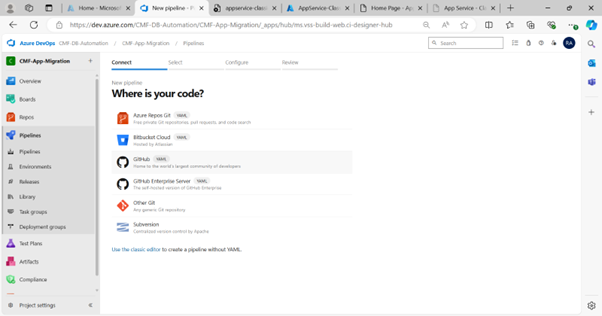 Home - Microsoft
New pipeline - Pi
appservice-class
AppService-Class
Home Page - Ap
App Service - Cl
https://dev.azure.com/CMF-DB-Automation/CMF-App-Migration/_apps/hub/ms.vss-build-web.ci-designer-hub
Azure DevOps CMF-DB-Automation / CMF-App-Migration / Pipelines
Search
RA
C CMF-App-Migration +
Overview
Boards
Repos
Pipelines
Pipelines
Environments
Releases
Library
Task groups
Deployment groups
Test Plans
Artifacts
Compliance
Project settings
Connect Select Configure Review
New pipeline
Where is your code?
Azure Repos Git YAML
Free private Git repositories, pull requests, and code search
Bitbucket Cloud YAML
Hosted by Atlassian
GitHub YAML
Home to the world's largest community of developers
GitHub Enterprise Server YAML
The self-hosted version of GitHub Enterprise
Other Git
Any generic Git repository
Subversion
Centralized version control by Apache
Use the classic editor to create a pipeline without YAML.